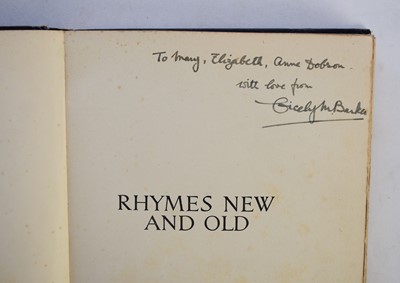 To Mary, Elizabeth, Anne Dobson.
with love from
Cicely M. Barker
RHYMES NEW
AND OLD